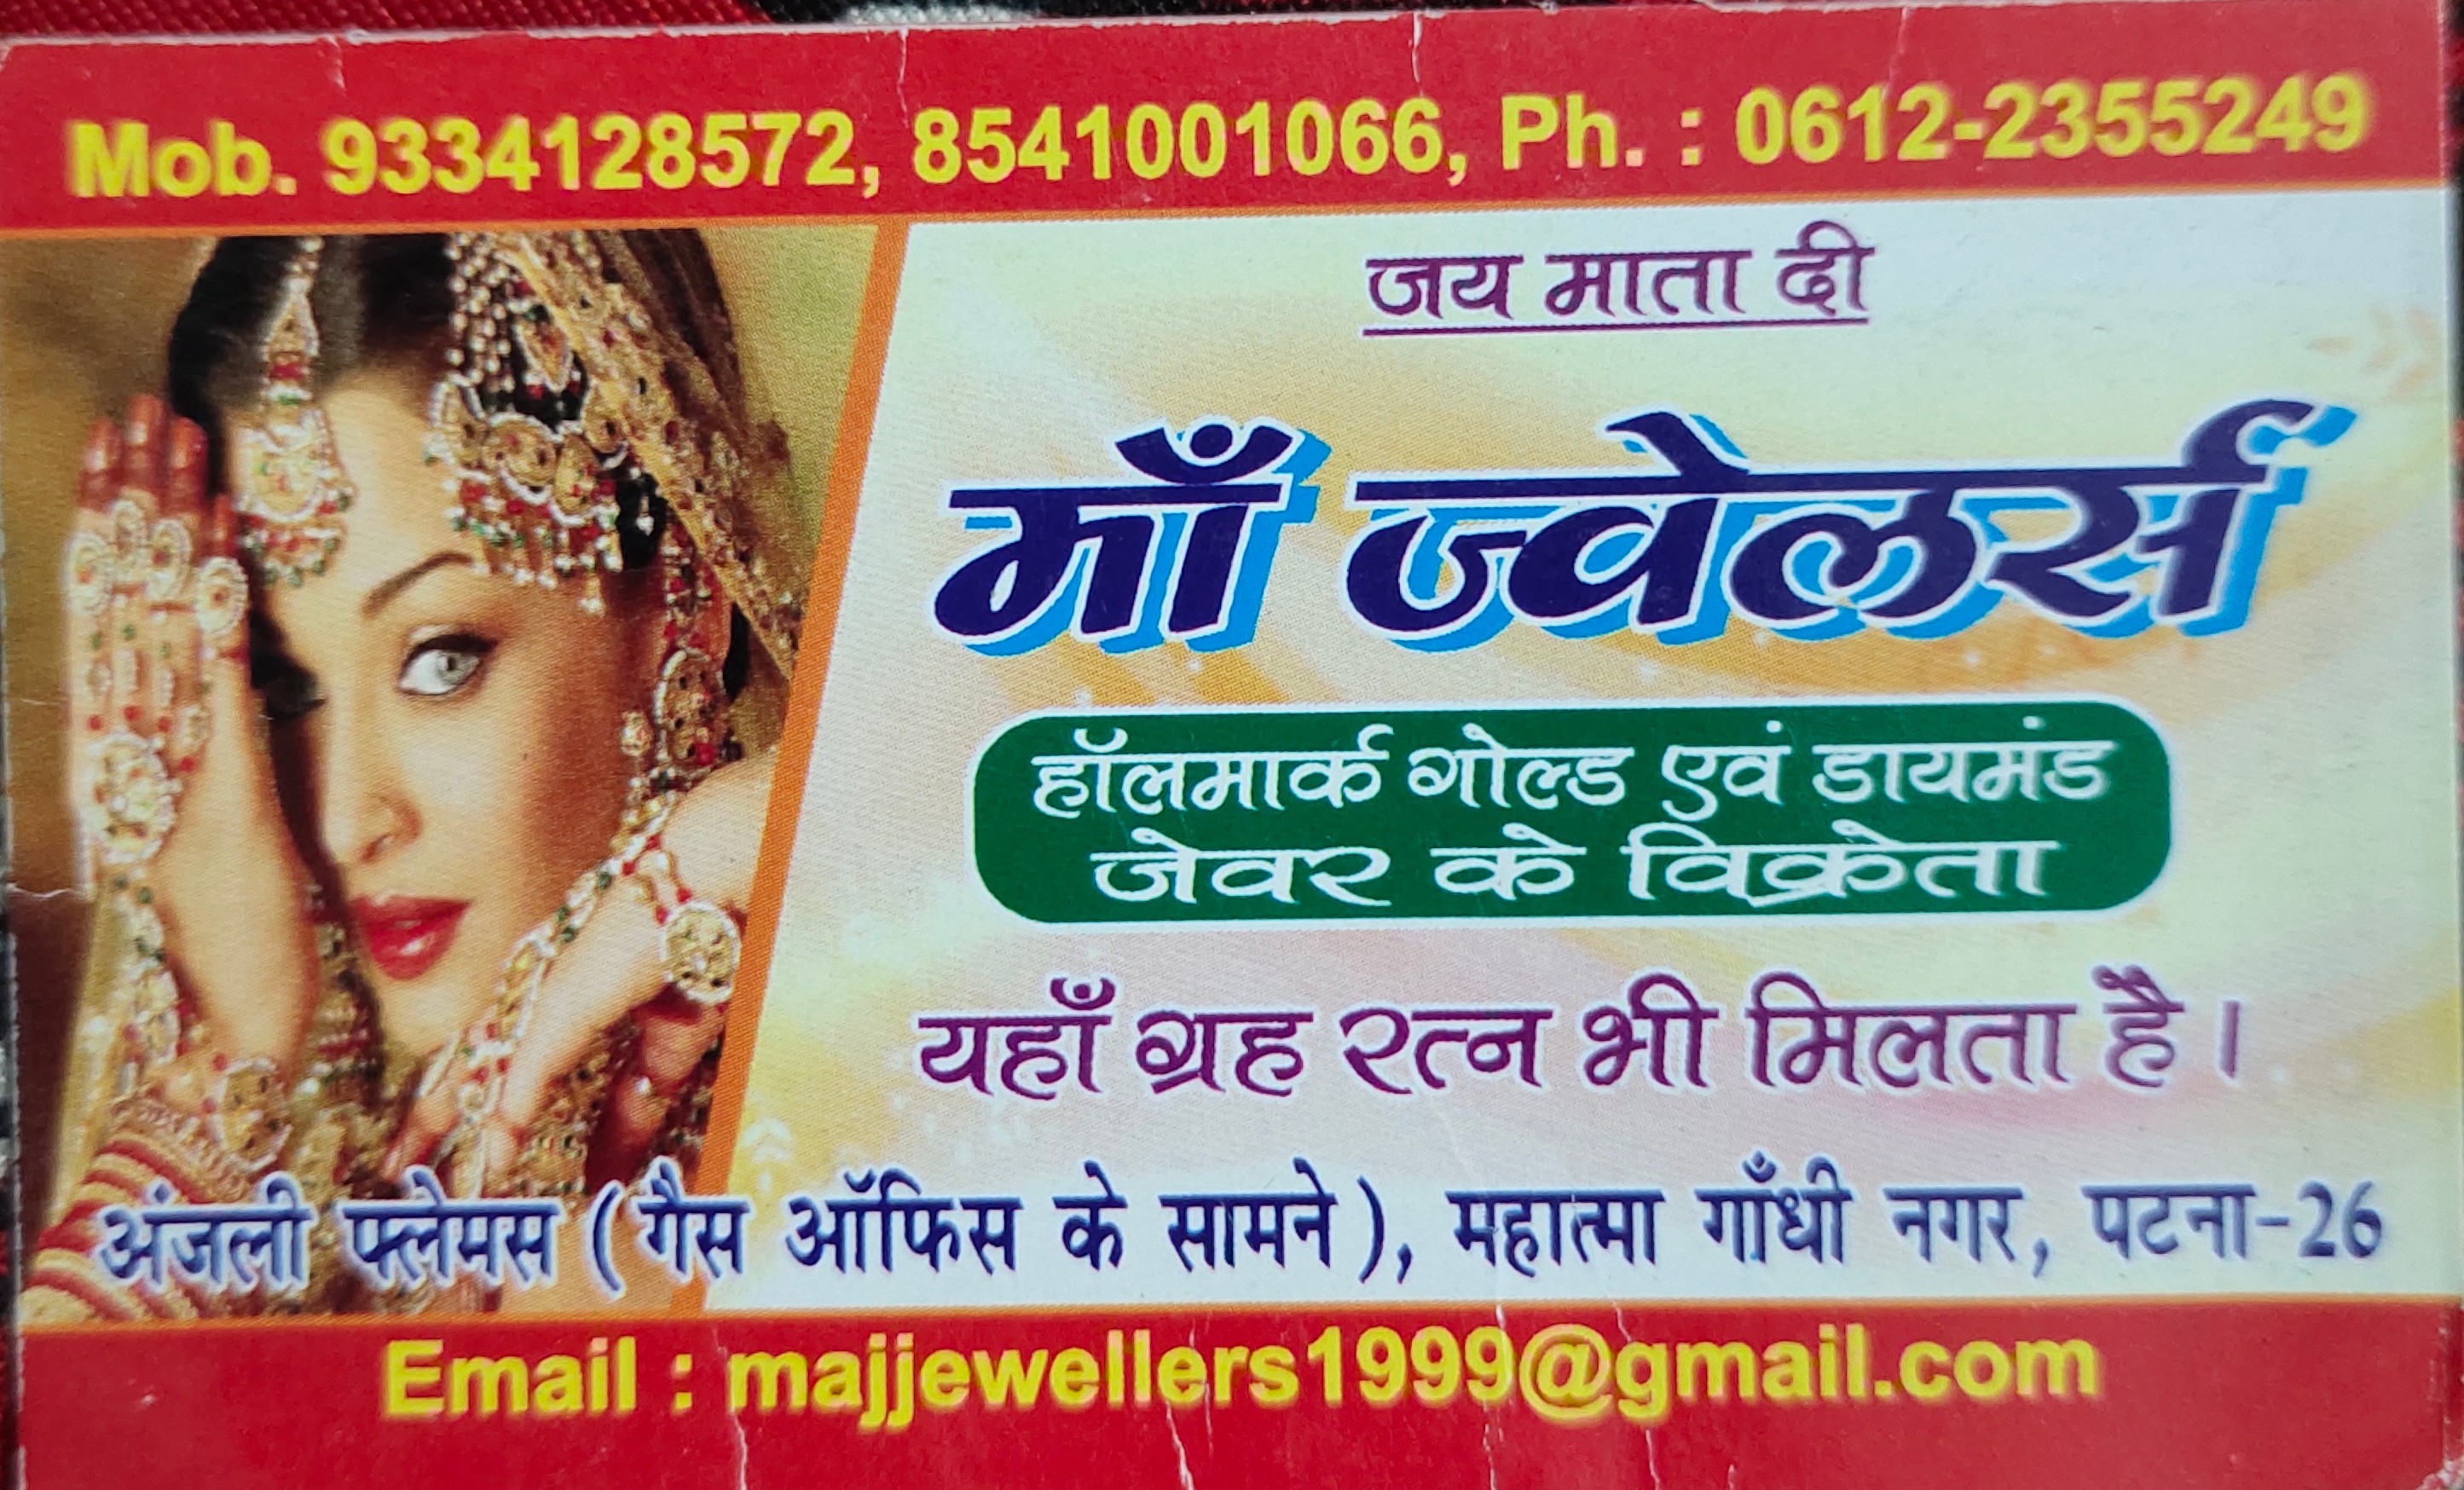 Mob. 9334128572, 8541001066, Ph. : 0612-2355249
जय माता दी
माँ ज्वेलर्स
हॉलमार्क गोल्ड एवं डायमंड
जेवर के विक्रेता
यहाँ ग्रह रत्न भी मिलता है।
अंजली फ्लेमस (गैस ऑफिस के सामने), महात्मा गाँधी नगर, पटना-26
Email : majjewellers1999@gmail.com